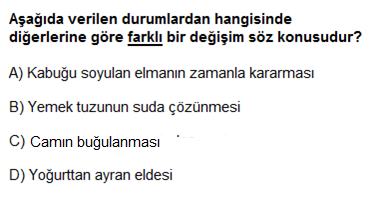 Aşağıda verilen durumlardan hangisinde
diğerlerine göre farklı bir değişim söz konusudur?
A) Kabuğu soyulan elmanın zamanla kararması
B) Yemek tuzunun suda çözünmesi
C) Camın buğulanması
D) Yoğurttan ayran eldesi